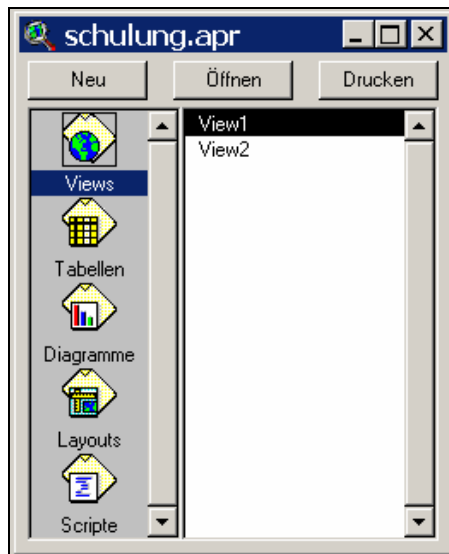 schulung.apr
Neu Öffnen Drucken
View1
View2
Views
Tabellen
Diagramme
Layouts
Scripte